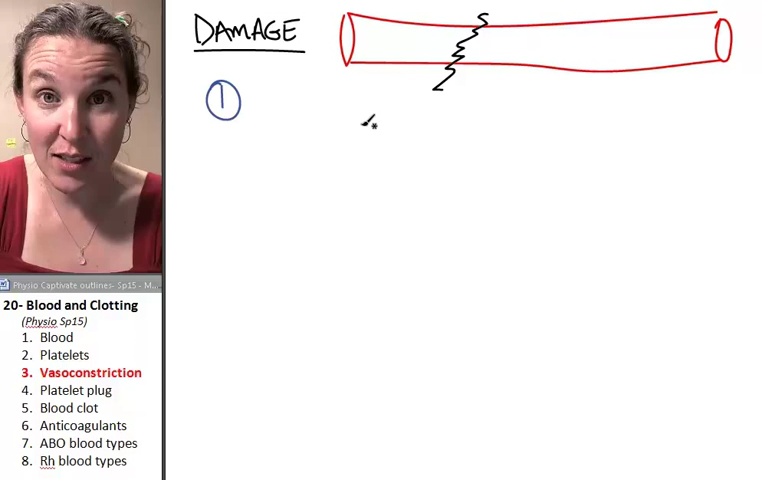 DAMAGE
1
Physio Captivate outlines- Sp15 - M...
20- Blood and Clotting
(Physio Sp15)
1. Blood
2. Platelets
3. Vasoconstriction
4. Platelet plug
5. Blood clot
6. Anticoagulants
7. ABO blood types
8. Rh blood types